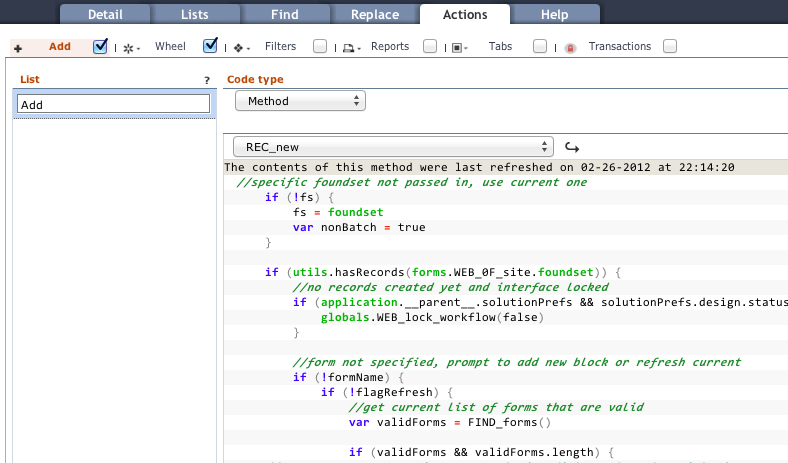 Detail Lists Find Replace Actions Help
Add Wheel Filters Reports Tabs Transactions
List ?
Add
Code type
Method
REC_new
The contents of this method were last refreshed on 02-26-2012 at 22:14:20
//specific foundset not passed in, use current one
if (!fs) {
fs = foundset
var nonBatch = true
}
if (utils.hasRecords(forms.WEB_0F_site.foundset)) {
//no records created yet and interface locked
if (application.__parent__.solutionPrefs && solutionPrefs.design.status
globals.WEB_lock_workflow(false)
}
//form not specified, prompt to add new block or refresh current
if (!formName) {
if (!flagRefresh) {
//get current list of forms that are valid
var validForms = FIND_forms()
if (validForms && validForms.length) {